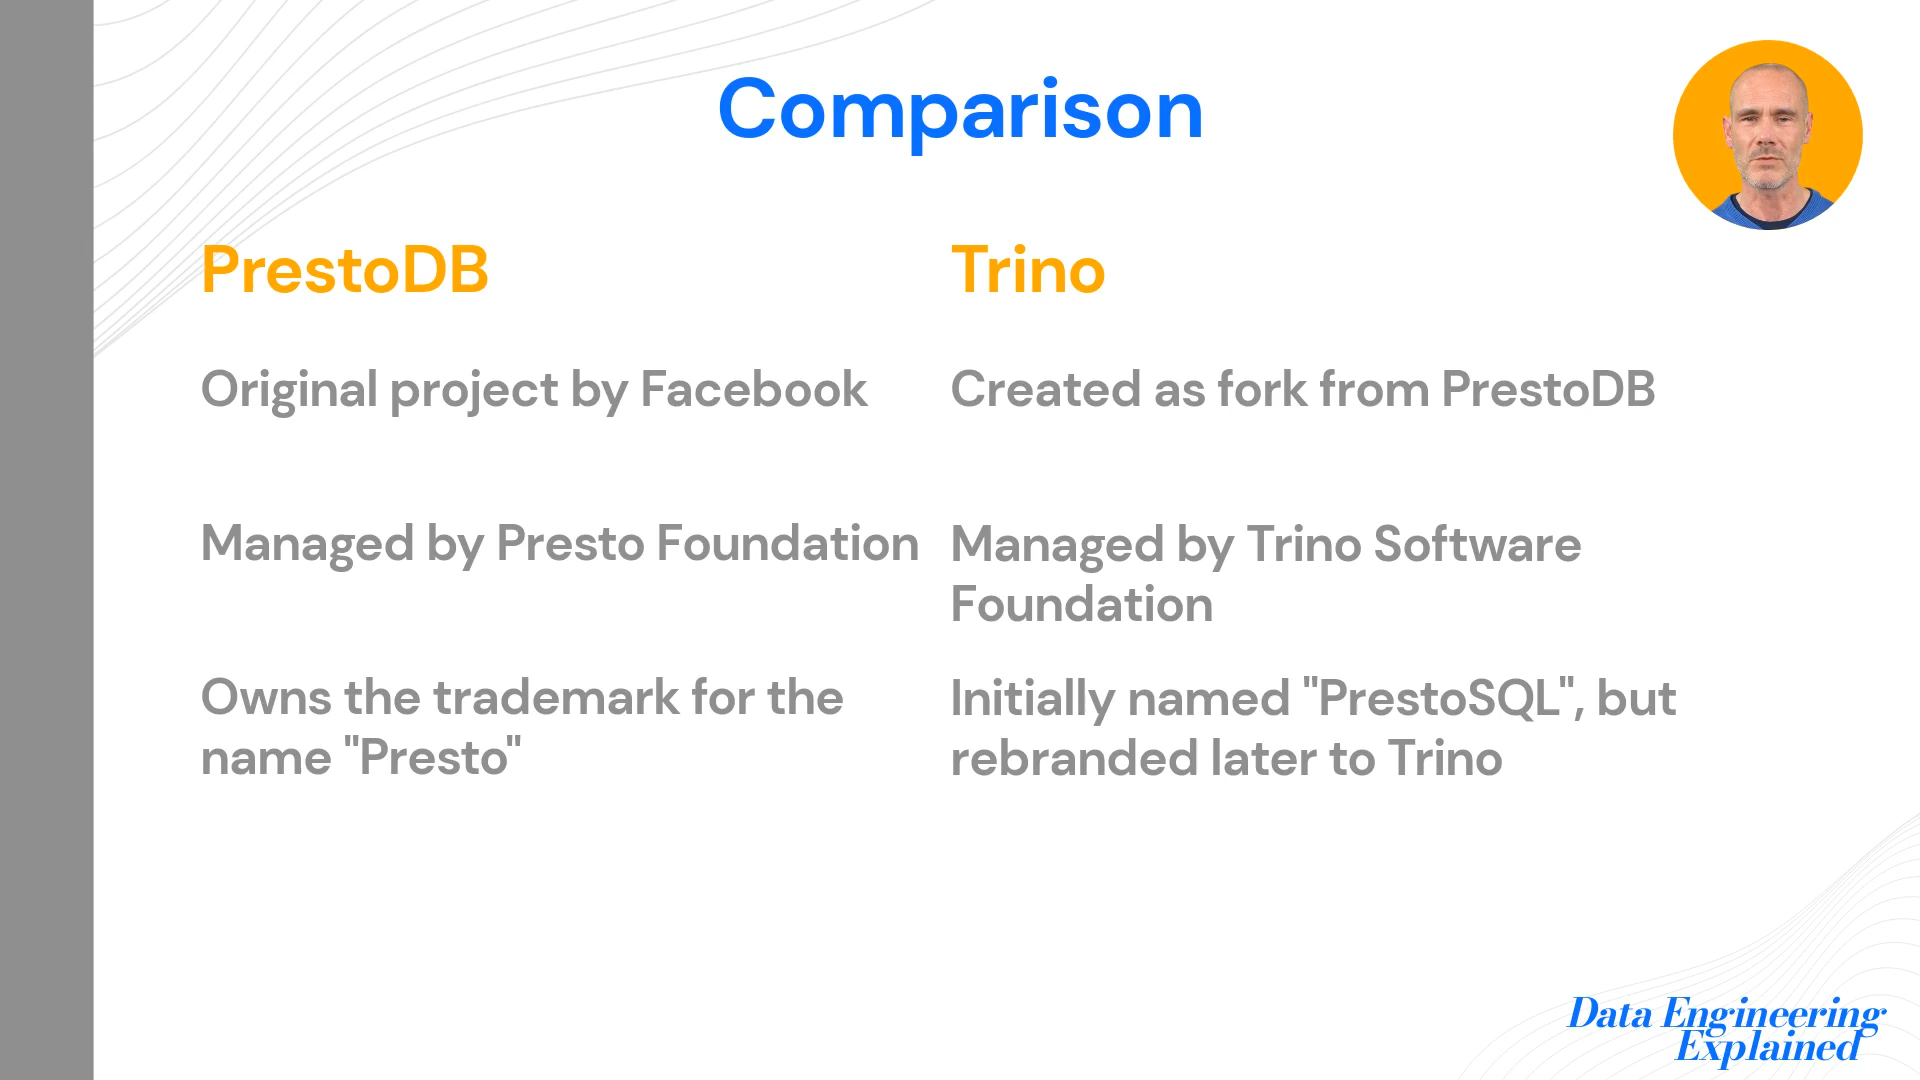 Comparison
PrestoDB
Original project by Facebook
Managed by Presto Foundation
Owns the trademark for the
name "Presto"
Trino
Created as fork from PrestoDB
Managed by Trino Software
Foundation
Initially named "PrestoSQL", but
rebranded later to Trino
Data Engineering
Explained